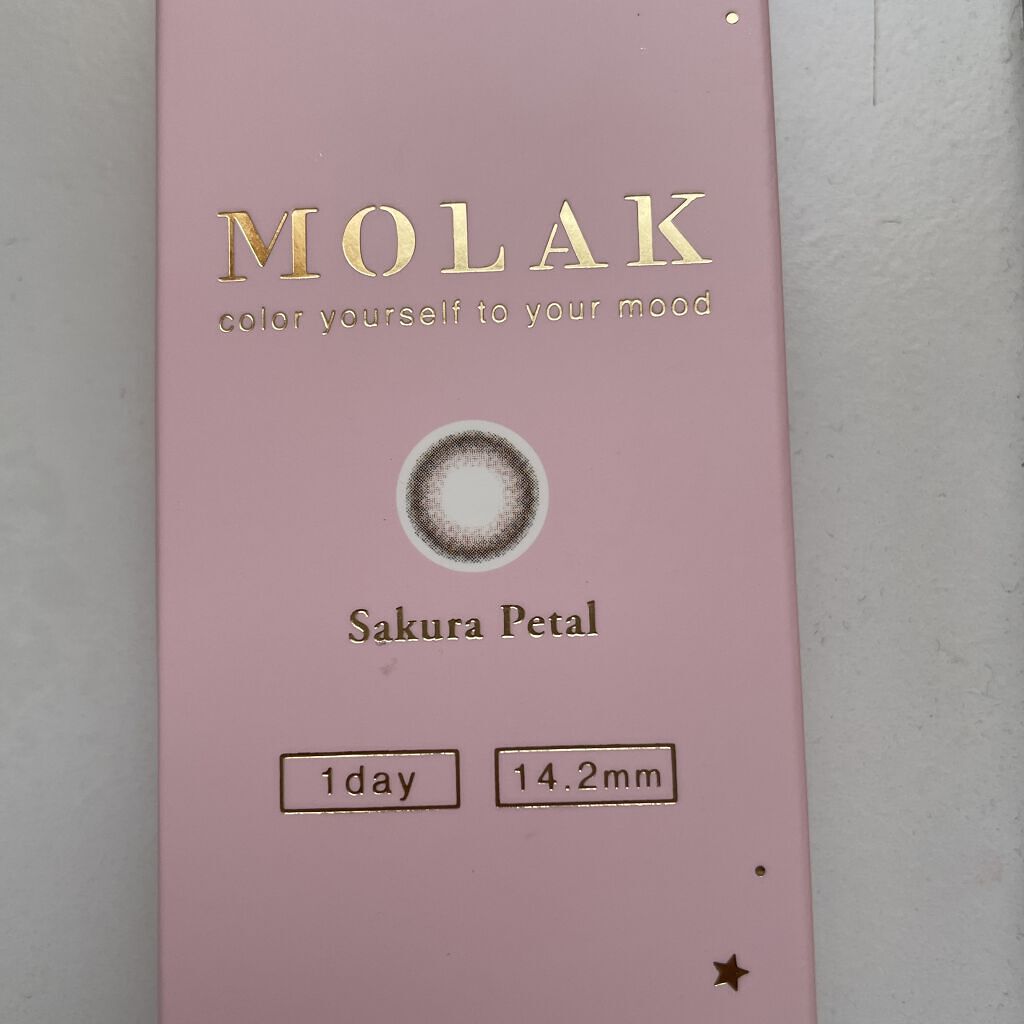 MOLAK
color yourself to your mood
Sakura Petal
1day 14.2mm